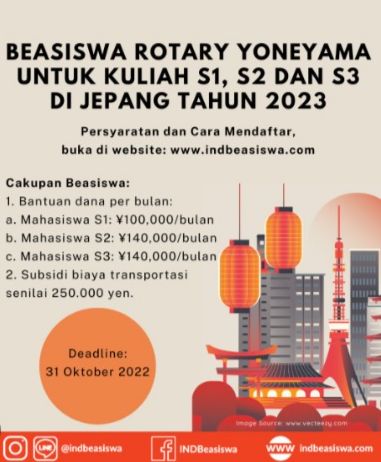 BEASISWA ROTARY YONEYAMA
UNTUK KULIAH S1, S2 DAN S3
DI JEPANG TAHUN 2023
Persyaratan dan Cara Mendaftar,
buka di website: www.indbeasiswa.com
Cakupan Beasiswa:
1. Bantuan dana per bulan:
a. Mahasiswa S1: ¥100,000/bulan
b. Mahasiswa S2: ¥140,000/bulan
c. Mahasiswa S3: ¥140,000/bulan
2. Subsidi biaya transportasi
senilai 250.000 yen.
Deadline:
31 Oktober 2022
Image Source: www.vecteezy.com
LINE @indbeasiswa f INDBeasiswa WWW indbeasiswa.com